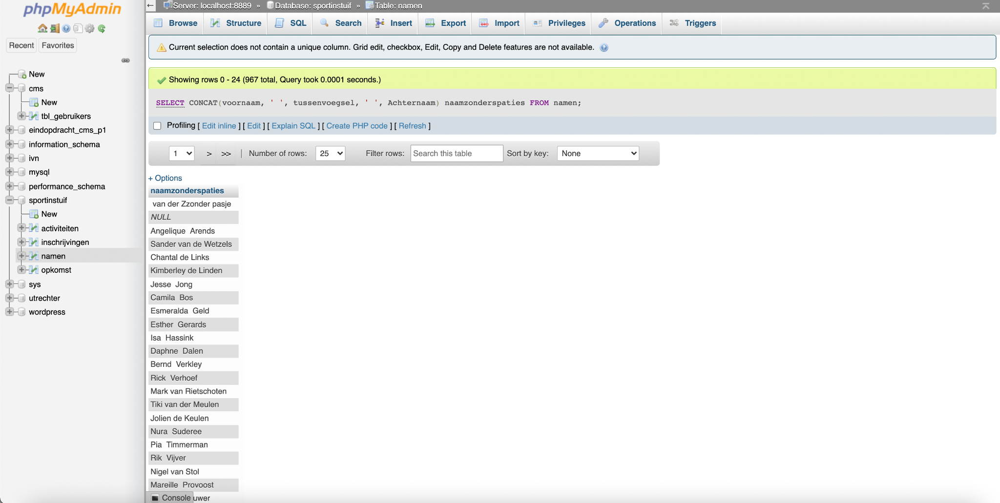 phpMyAdmin
Recent Favorites
New
cms
New
tbl_gebruikers
eindopdracht_cms_p1
information_schema
ivn
mysql
performance_schema
sportinstuif
New
activiteiten
inschrijvingen
namen
opkomst
sys
utrechter
wordpress
Server: localhost:8889 » Database: sportinstuif » Table: namen
Browse Structure SQL Search Insert Export Import Privileges Operations Triggers
Current selection does not contain a unique column. Grid edit, checkbox, Edit, Copy and Delete features are not available.
Showing rows 0 - 24 (967 total, Query took 0.0001 seconds.)
SELECT CONCAT(voornaam, ' ', tussenvoegsel, ' ', Achternaam) naamzonderspaties FROM namen;
Profiling [ Edit inline ] [ Edit ] [ Explain SQL ] [ Create PHP code ] [ Refresh ]
1 > >> | Number of rows: 25 Filter rows: Search this table Sort by key: None
+ Options
naamzonderspaties
van der Zzonder pasje
NULL
Angelique  Arends
Sander van de Wetzels
Chantal de Links
Kimberley de Linden
Jesse  Jong
Camila  Bos
Esmeralda  Geld
Esther  Gerards
Isa  Hassink
Daphne  Dalen
Bernd  Verkley
Rick  Verhoef
Mark van Rietschoten
Tiki van der Meulen
Jolien de Keulen
Nura  Suderee
Pia  Timmerman
Rik  Vijver
Nigel van Stol
Mareille  Provoost
Console uwer